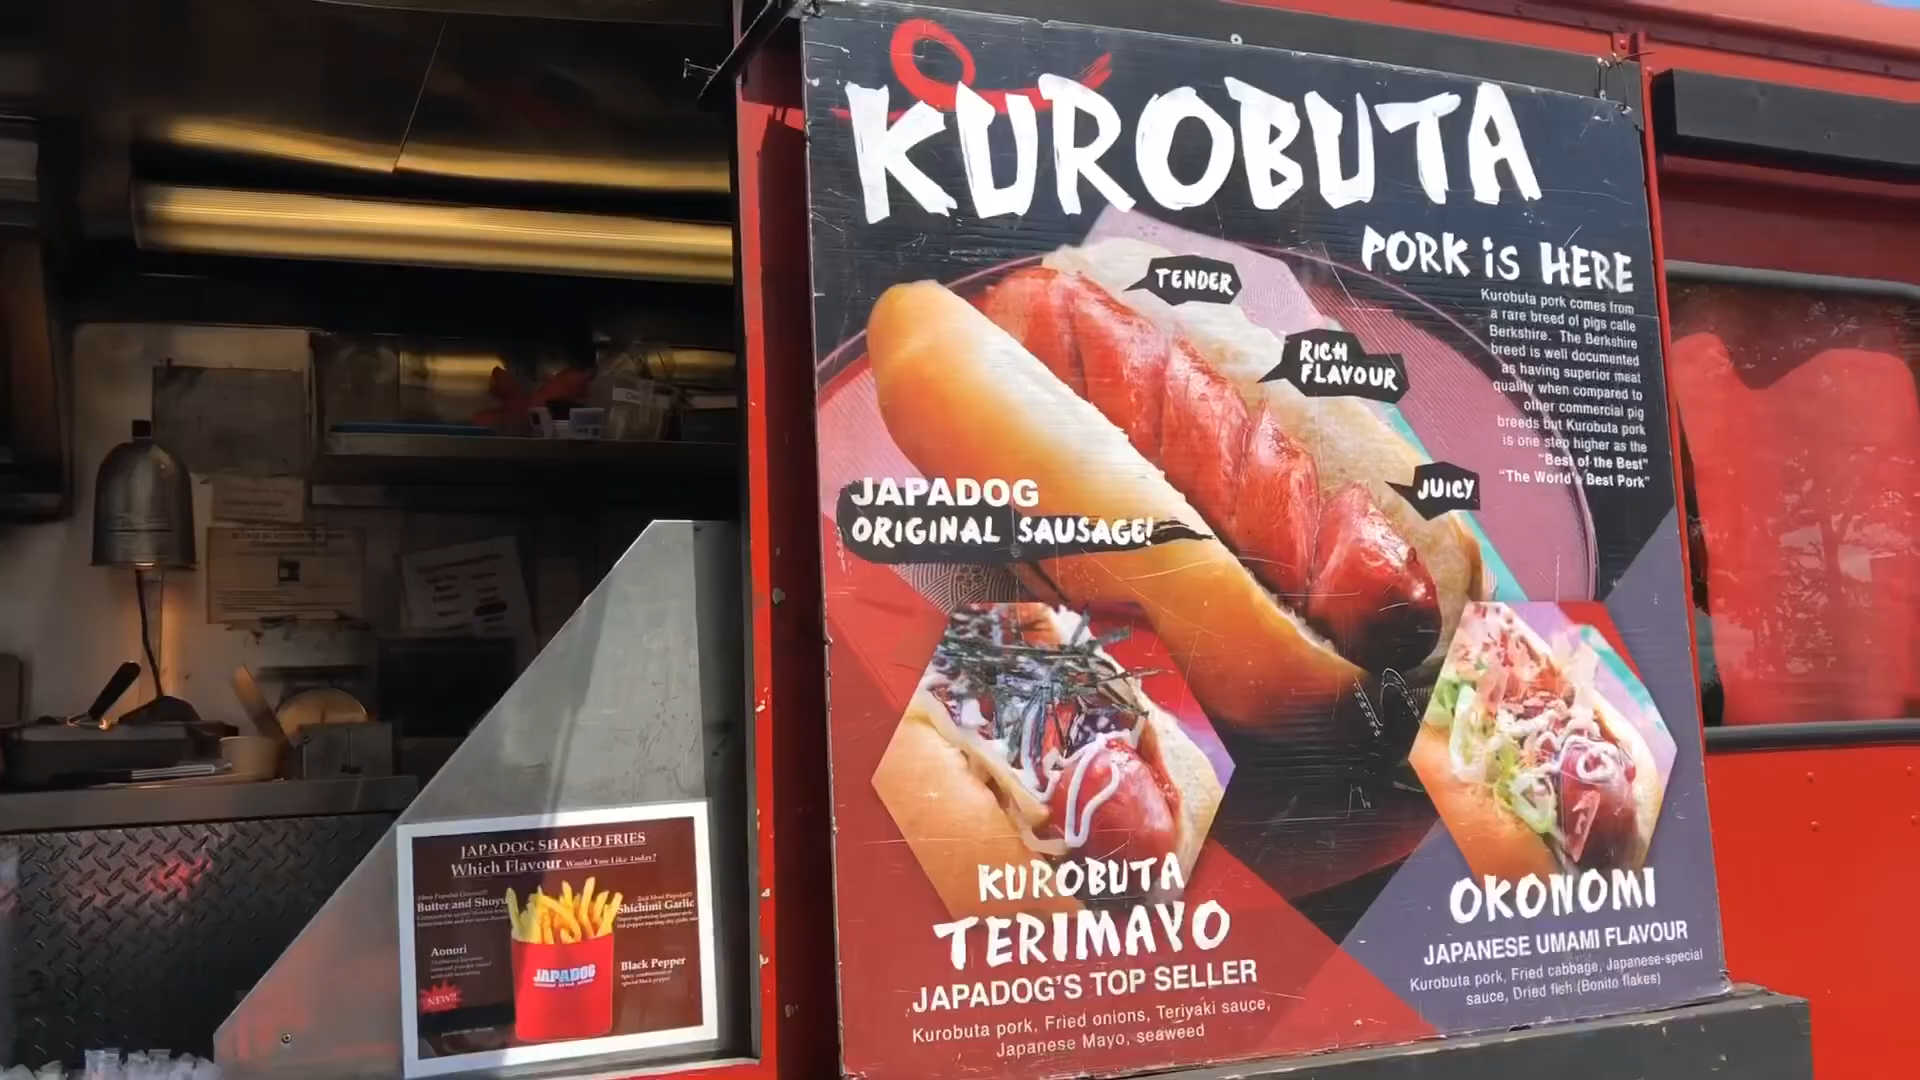 KUROBUTA
PORK iS HERE
Kurobuta pork comes from
a rare breed of pigs calle
Berkshire. The Berkshire
breed is well documented
as having superior meat
quality when compared to
other commercial pig
breeds but Kurobuta pork
is one step higher as the
"Best of the Best"
"The World's Best Pork"
TENDER
RICH
FLAVOUR
JUICY
JAPADOG
ORIGINAL SAUSAGE!
KUROBUTA
TERIMAYO
JAPADOG'S TOP SELLER
Kurobuta pork, Fried onions, Teriyaki sauce,
Japanese Mayo, seaweed
OKONOMI
JAPANESE UMAMI FLAVOUR
Kurobuta pork, Fried cabbage, Japanese-special
sauce, Dried fish (Bonito flakes)
JAPADOG SHAKED FRIES
Which Flavour Would You Like Today?
Butter and Shoyu
Shichimi Garlic
Aonori
Black Pepper
NEW!!
JAPADOG